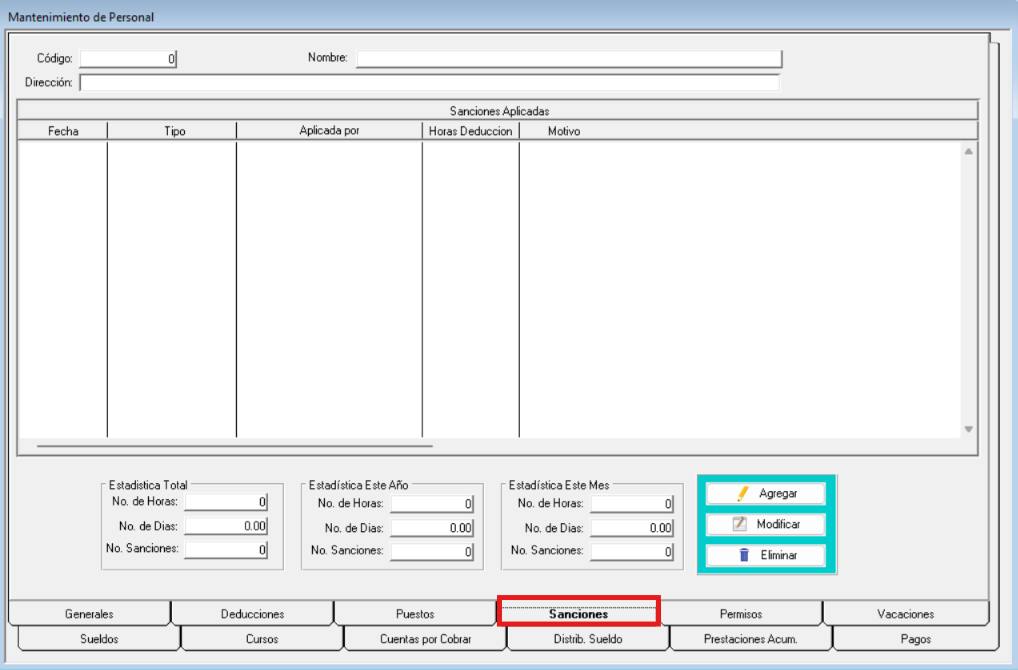 Mantenimiento de Personal
Código: 0 Nombre:
Dirección:
Sanciones Aplicadas
Fecha Tipo Aplicada por Horas Deduccion Motivo
Estadistica Total Estadística Este Año Estadística Este Mes
No. de Horas: 0 No. de Horas: 0 No. de Horas: 0 Agregar
No. de Dias: 0.00 No. de Dias: 0.00 No. de Dias: 0.00 Modificar
No. Sanciones: 0 No. Sanciones: 0 No. Sanciones: 0 Eliminar
Generales Deducciones Puestos Sanciones Permisos Vacaciones
Sueldos Cursos Cuentas por Cobrar Distrib. Sueldo Prestaciones Acum. Pagos